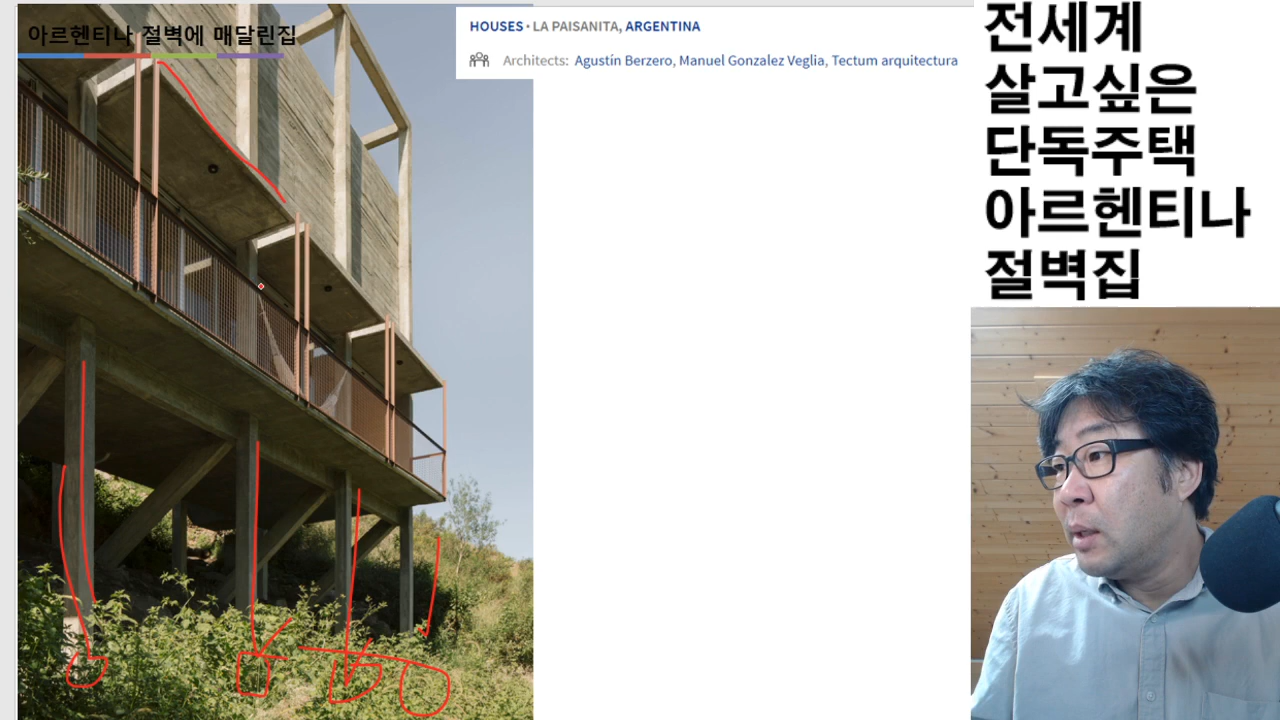 아르헨티나 절벽에 매달린집
HOUSES · LA PAISANITA, ARGENTINA
Architects: Agustín Berzero, Manuel Gonzalez Veglia, Tectum arquitectura
전세계
살고싶은
단독주택
아르헨티나
절벽집